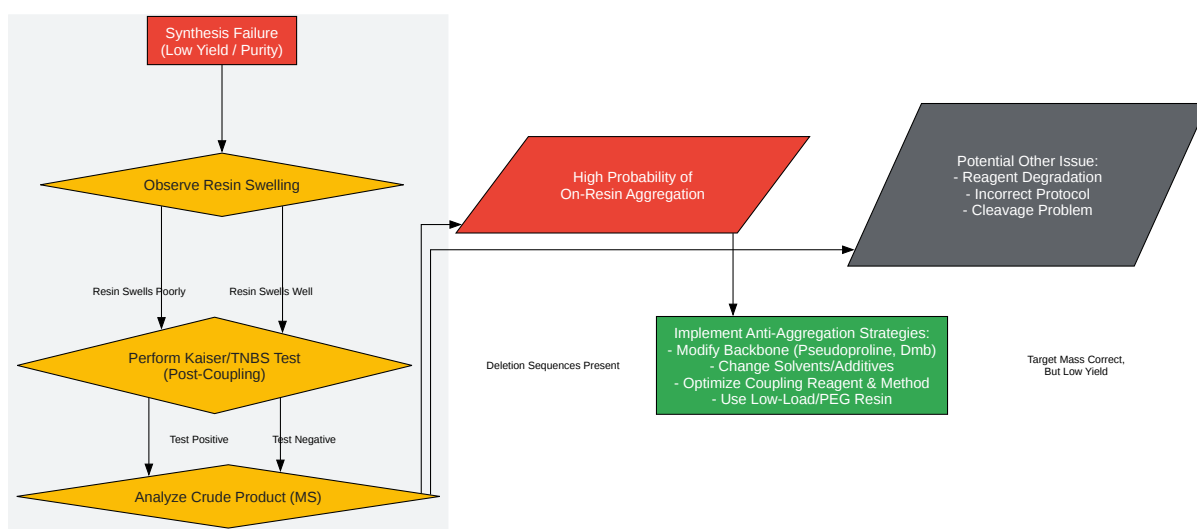 Synthesis Failure
(Low Yield / Purity)
Observe Resin Swelling
Resin Swells Poorly
Resin Swells Well
Perform Kaiser/TNBS Test
(Post-Coupling)
Test Positive
Test Negative
Analyze Crude Product (MS)
High Probability of
On-Resin Aggregation
Deletion Sequences Present
Implement Anti-Aggregation Strategies:
- Modify Backbone (Pseudoproline, Dmb)
- Change Solvents/Additives
- Optimize Coupling Reagent & Method
- Use Low-Load/PEG Resin
Potential Other Issue:
- Reagent Degradation
- Incorrect Protocol
- Cleavage Problem
Target Mass Correct,
But Low Yield